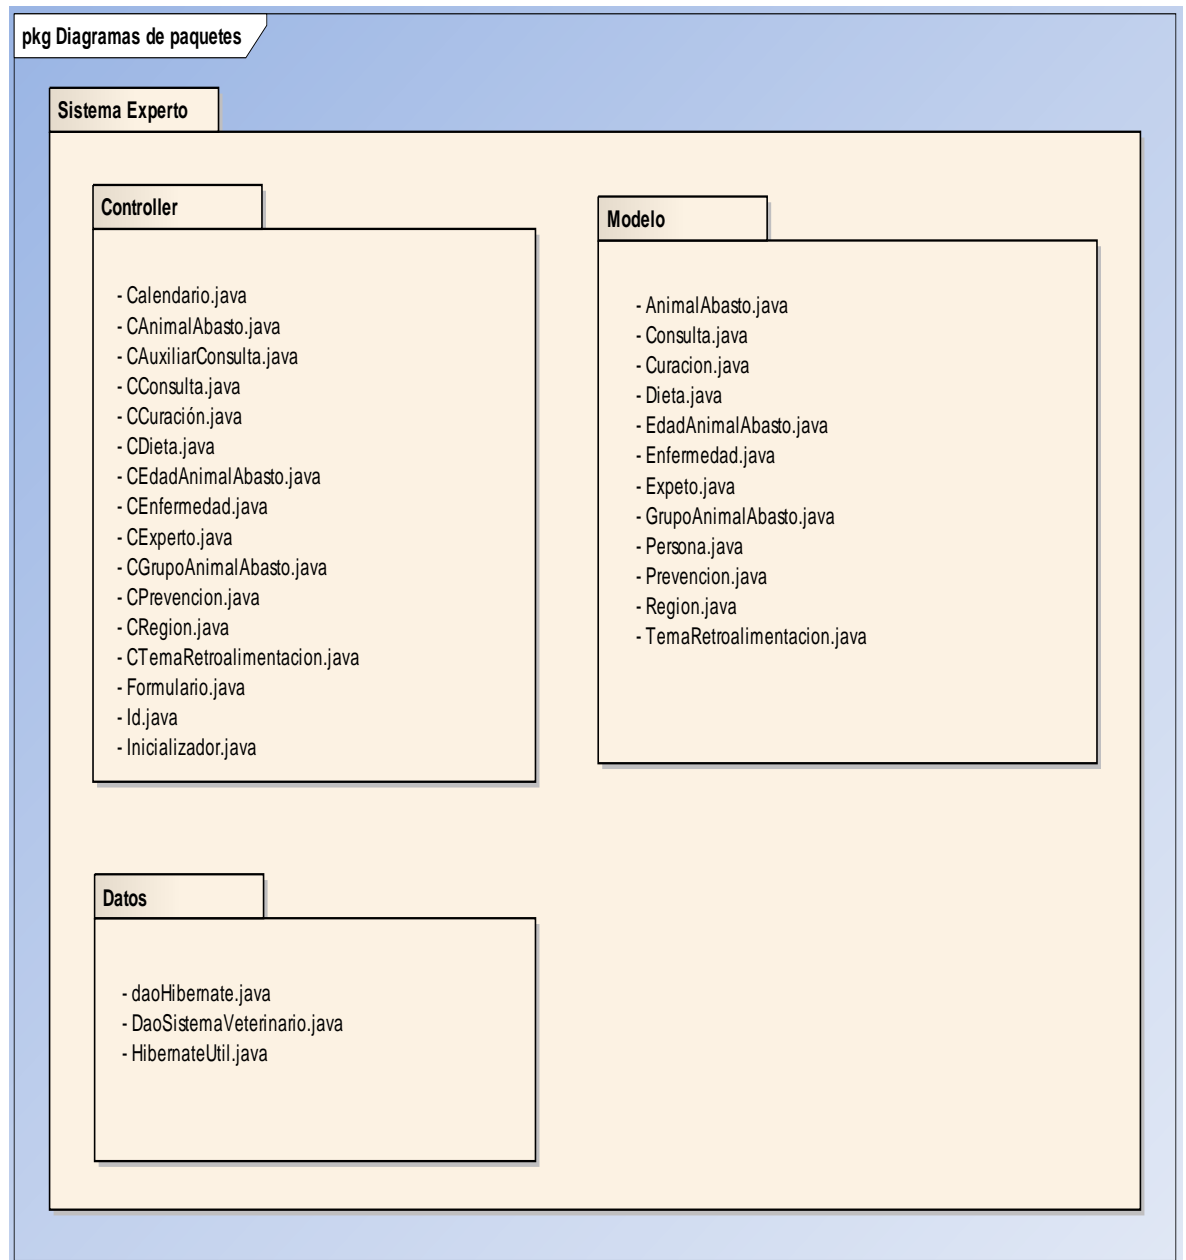 pkg Diagramas de paquetes
Sistema Experto
Controller
- Calendario.java
- CAnimalAbasto.java
- CAuxiliarConsulta.java
- CConsulta.java
- CCuración.java
- CDieta.java
- CEdadAnimalAbasto.java
- CEnfermedad.java
- CExperto.java
- CGrupoAnimalAbasto.java
- CPrevencion.java
- CRegion.java
- CTemaRetroalimentacion.java
- Formulario.java
- Id.java
- Inicializador.java
Modelo
- AnimalAbasto.java
- Consulta.java
- Curacion.java
- Dieta.java
- EdadAnimalAbasto.java
- Enfermedad.java
- Expeto.java
- GrupoAnimalAbasto.java
- Persona.java
- Prevencion.java
- Region.java
- TemaRetroalimentacion.java
Datos
- daoHibernate.java
- DaoSistemaVeterinario.java
- HibernateUtil.java